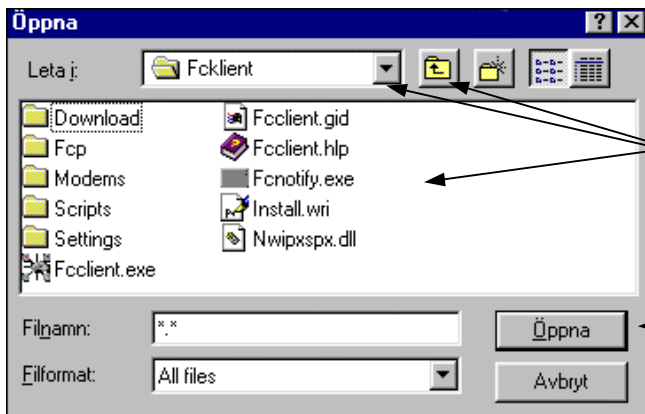 Öppna
Leta i: Fcklient
Download Fcclient.gid
Fcp Fcclient.hlp
Modems Fcnotify.exe
Scripts Install.wri
Settings Nwipxspx.dll
Fcclient.exe
Filnamn: *.* Öppna
Filformat: All files Avbryt